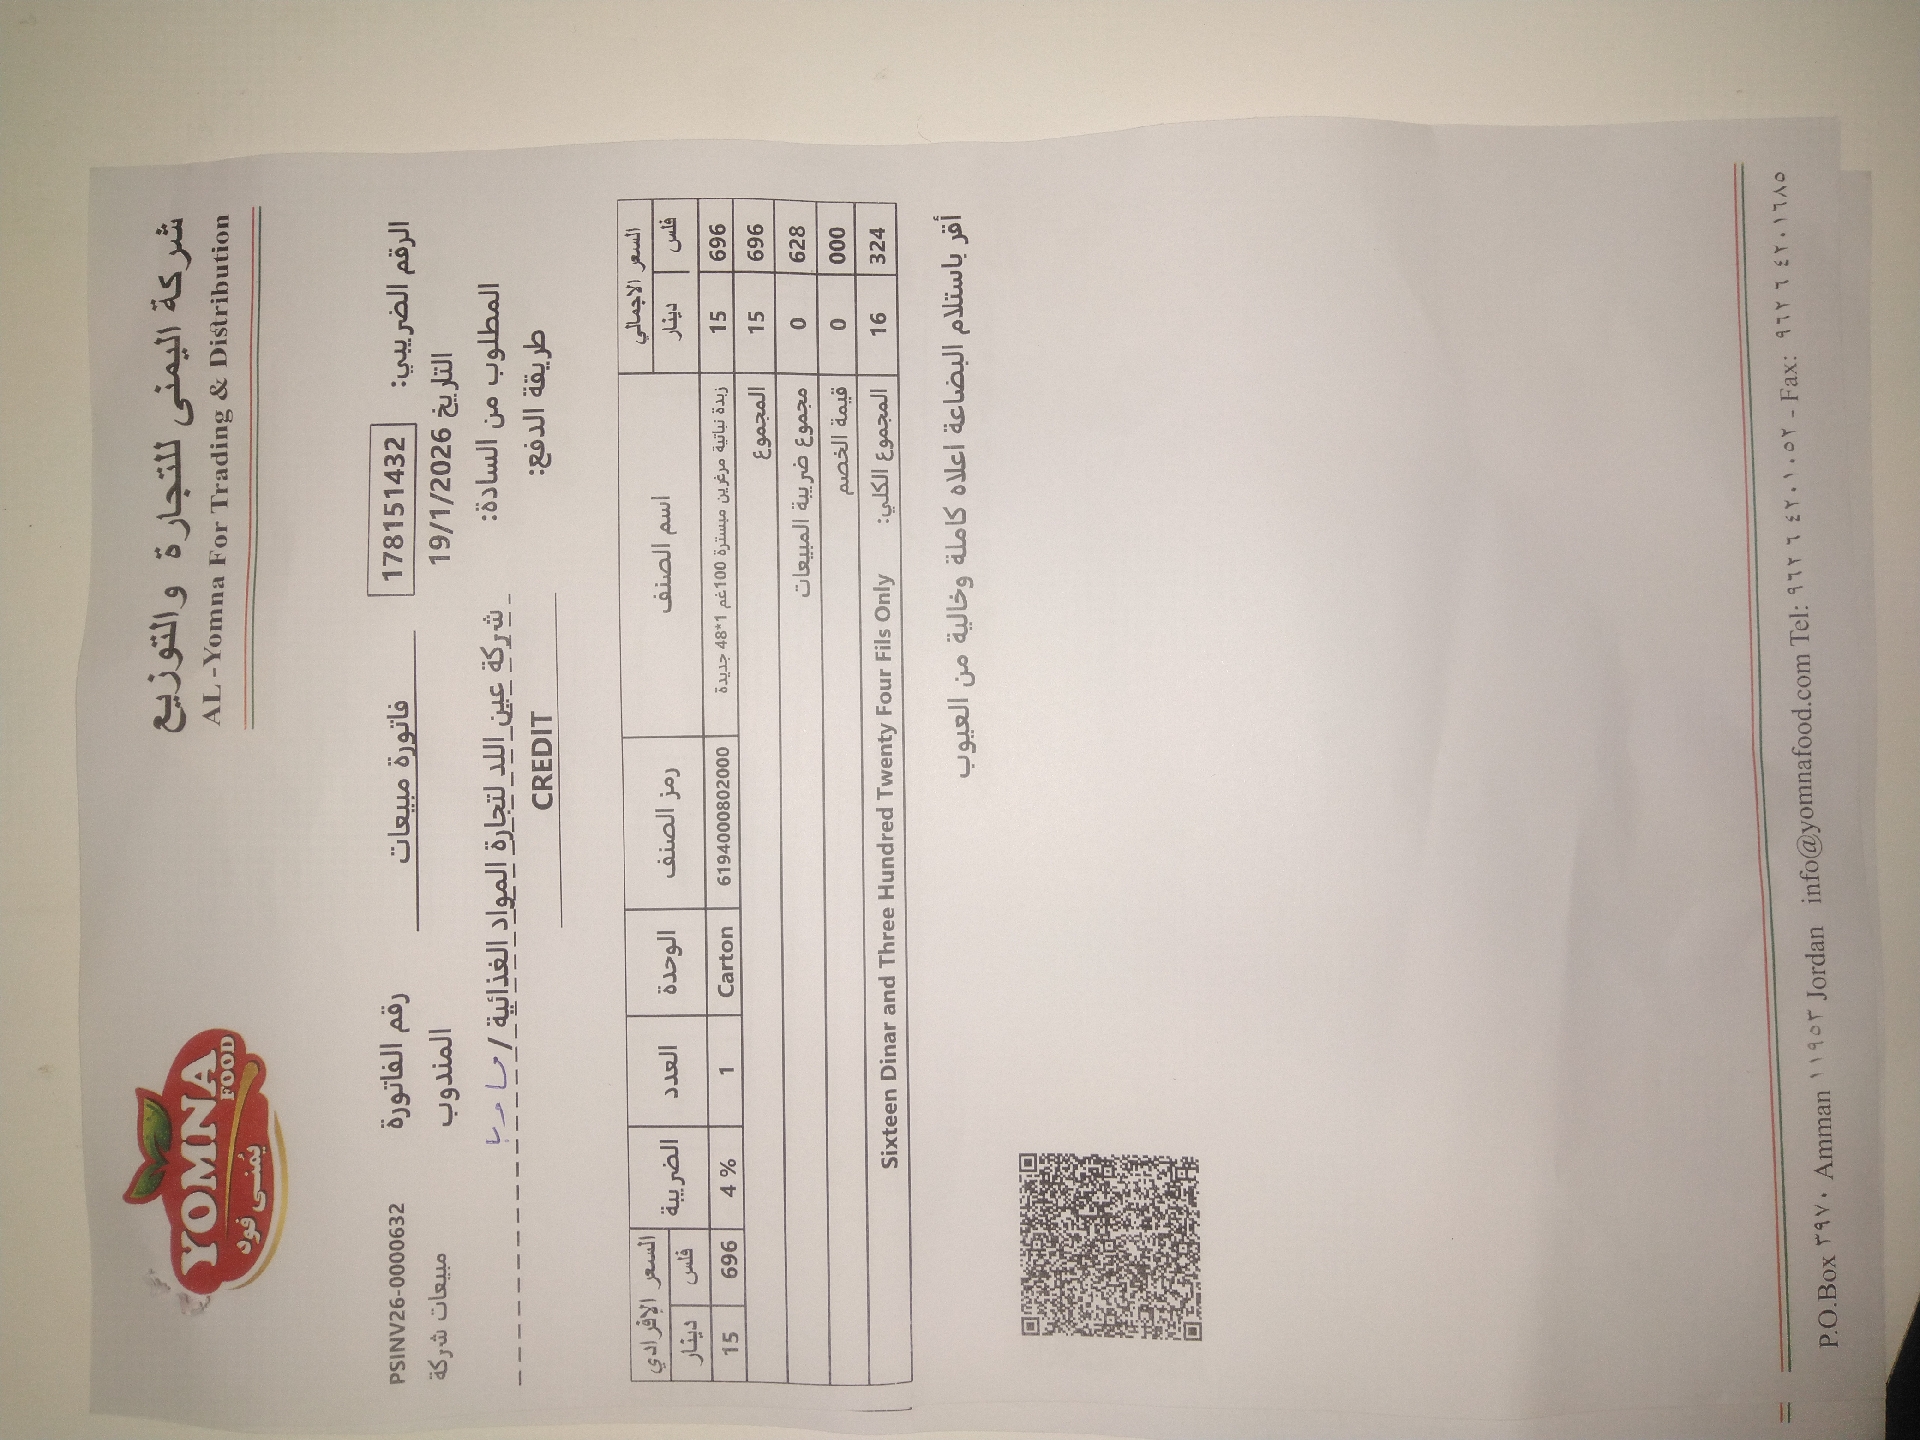 شركة اليمنى للتجارة والتوزيع
AL -Yomna For Trading & Distribution
YOMNA
FOOD
يمنى فود
الرقم الضريبي: 178151432 فاتورة مبيعات رقم الفاتورة PSINV26-0000632
التاريخ 19/1/2026 المندوب مبيعات شركة
المطلوب من السادة: شركة عين اللد لتجارة المواد الغذائية /
طريقة الدفع: CREDIT
السعر الاجمالي اسم الصنف رمز الصنف الوحدة العدد الضريبة السعر الإفرادي
فلس دينار فلس دينار
696 15 زبدة نباتية مرغرين ميسترة 100غم 1*48 جديدة 6194000802000 Carton 1 4 % 696 15
696 15 المجموع
628 0 مجموع ضريبة المبيعات
000 0 قيمة الخصم
324 16 المجموع الكلي: Sixteen Dinar and Three Hundred Twenty Four Fils Only
أقر باستلام البضاعة اعلاه كاملة وخالية من العيوب
P.O.Box ٣٩٧٠ Amman ١١٩٥٣ Jordan info@yomnafood.com Tel: ٩٦٢ ٦ ٤٢٠١٠٥٢ - Fax: ٩٦٢ ٦ ٤٢٠١٦٨٥